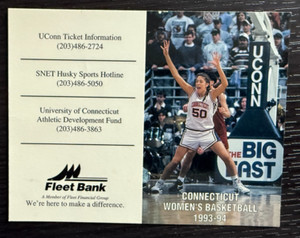 UConn Ticket Information
(203)486-2724
SNET Husky Sports Hotline
(203)486-5050
University of Connecticut
Athletic Development Fund
(203)486-3863
Fleet Bank
A Member of Fleet Financial Group
We're here to make a difference.
50
UCONN
THE BIG
EAST
CONNECTICUT
WOMEN'S BASKETBALL
1993-94